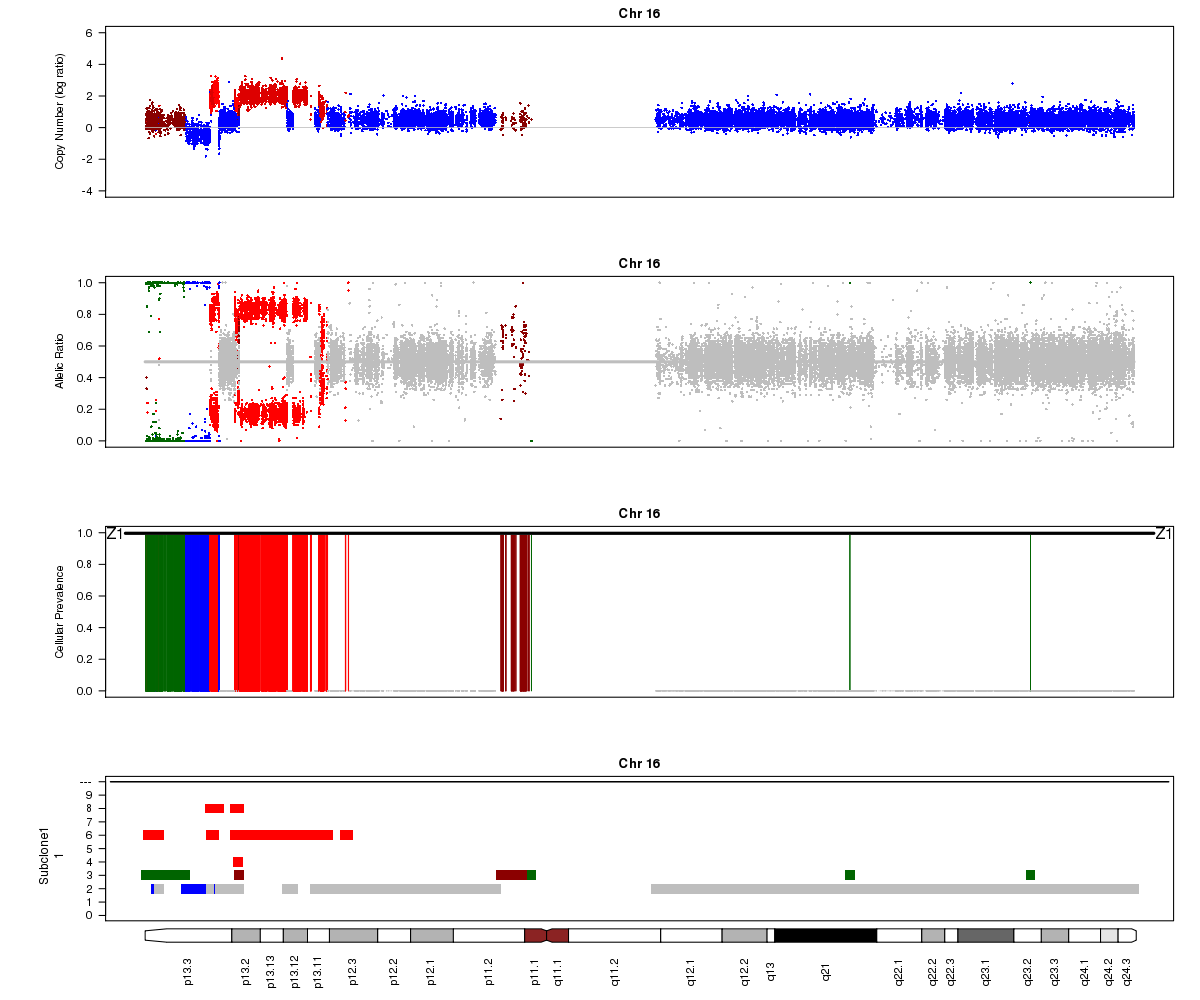 Chr 16
Copy Number (log ratio)
6
4
2
0
-2
-4
Chr 16
Allelic Ratio
1.0
0.8
0.6
0.4
0.2
0.0
Chr 16
Cellular Prevalence
1.0
0.8
0.6
0.4
0.2
0.0
Z1
Z1
Chr 16
Subclone1
1
---
9
8
7
6
5
4
3
2
1
0
p13.3
p13.2
p13.13
p13.12
p13.11
p12.3
p12.2
p12.1
p11.2
p11.1
q11.1
q11.2
q12.1
q12.2
q13
q21
q22.1
q22.2
q22.3
q23.1
q23.2
q23.3
q24.1
q24.2
q24.3